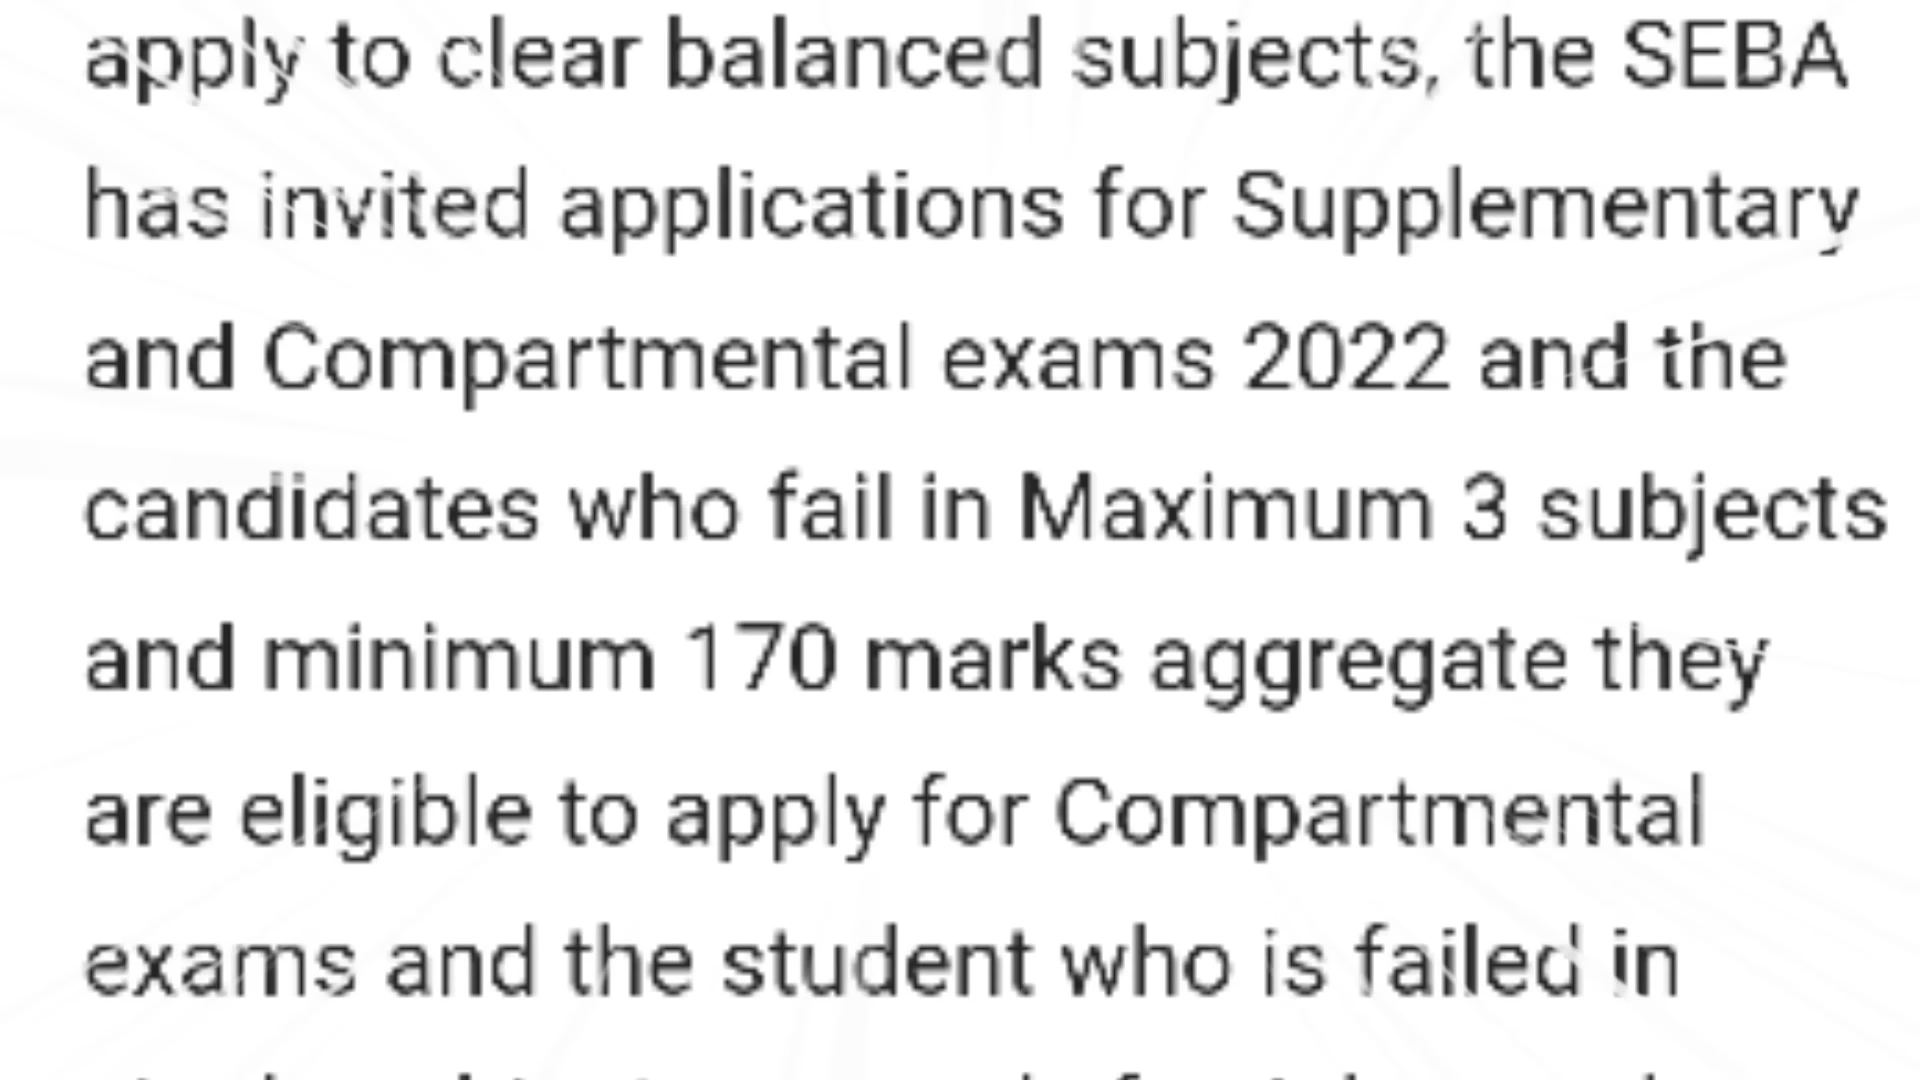 apply to clear balanced subjects, the SEBA
has invited applications for Supplementary
and Compartmental exams 2022 and the
candidates who fail in Maximum 3 subjects
and minimum 170 marks aggregate they
are eligible to apply for Compartmental
exams and the student who is failed in